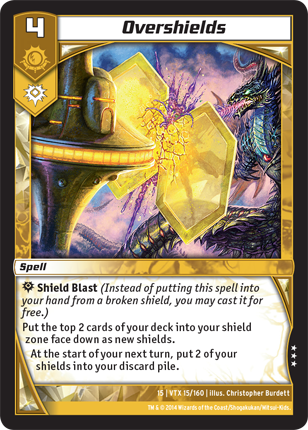 4
Overshields
Spell
Shield Blast (Instead of putting this spell into
your hand from a broken shield, you may cast it for
free.)
Put the top 2 cards of your deck into your shield
zone face down as new shields.
At the start of your next turn, put 2 of your
shields into your discard pile.
15 | VTX 15/160 | illus. Christopher Burdett
TM & © 2014 Wizards of the Coast/Shogakukan/Mitsui-Kids.